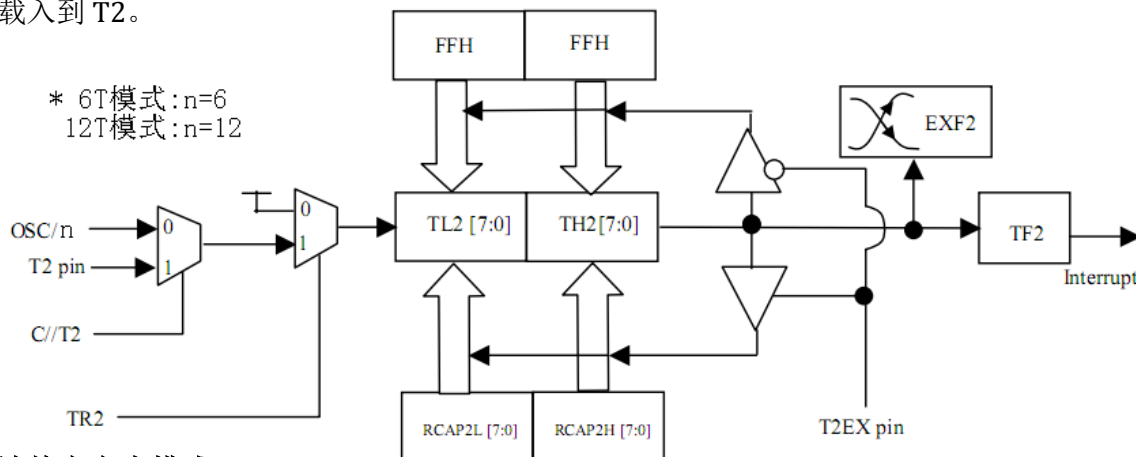 载入到 T2。
FFH
FFH
* 6T模式:n=6
12T模式:n=12
EXF2
0
1
OSC/n
T2 pin
0
1
TL2 [7:0]
TH2[7:0]
TF2
Interrupt
C//T2
TR2
RCAP2L [7:0]
RCAP2H [7:0]
T2EX pin